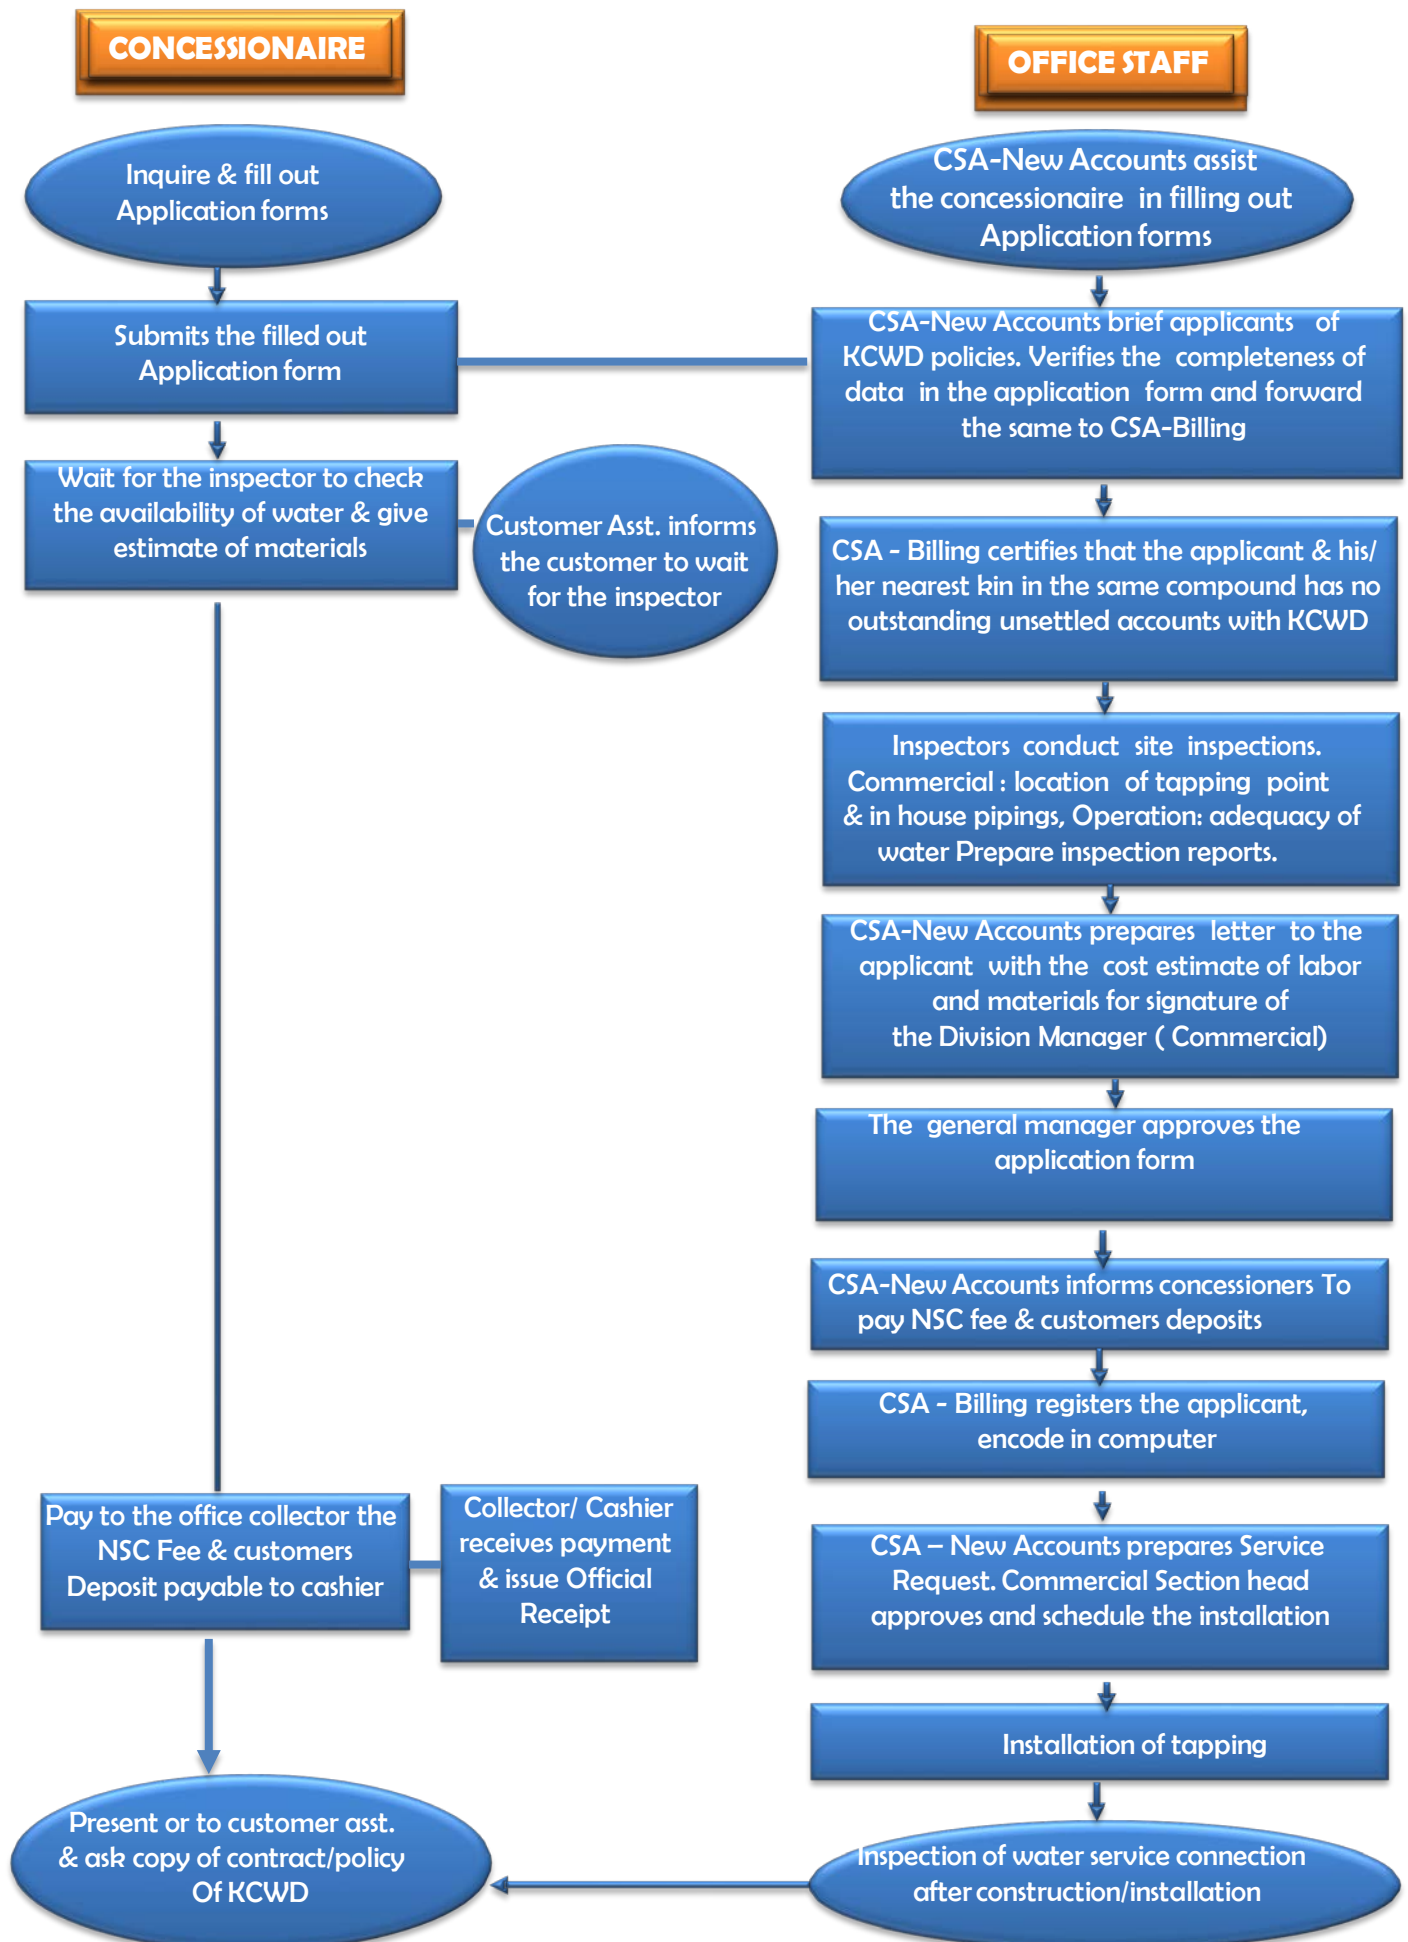 CONCESSIONAIRE
Inquire & fill out
Application forms
Submits the filled out
Application form
Wait for the inspector to check
the availability of water & give
estimate of materials
Customer Asst. informs
the customer to wait
for the inspector
Pay to the office collector the
NSC Fee & customers
Deposit payable to cashier
Collector/ Cashier
receives payment
& issue Official
Receipt
Present or to customer asst.
& ask copy of contract/policy
Of KCWD
OFFICE STAFF
CSA-New Accounts assist
the concessionaire in filling out
Application forms
CSA-New Accounts brief applicants of
KCWD policies. Verifies the completeness of
data in the application form and forward
the same to CSA-Billing
CSA - Billing certifies that the applicant & his/
her nearest kin in the same compound has no
outstanding unsettled accounts with KCWD
Inspectors conduct site inspections.
Commercial : location of tapping point
& in house pipings, Operation: adequacy of
water Prepare inspection reports.
CSA-New Accounts prepares letter to the
applicant with the cost estimate of labor
and materials for signature of
the Division Manager ( Commercial)
The general manager approves the
application form
CSA-New Accounts informs concessioners To
pay NSC fee & customers deposits
CSA - Billing registers the applicant,
encode in computer
CSA – New Accounts prepares Service
Request. Commercial Section head
approves and schedule the installation
Installation of tapping
Inspection of water service connection
after construction/installation